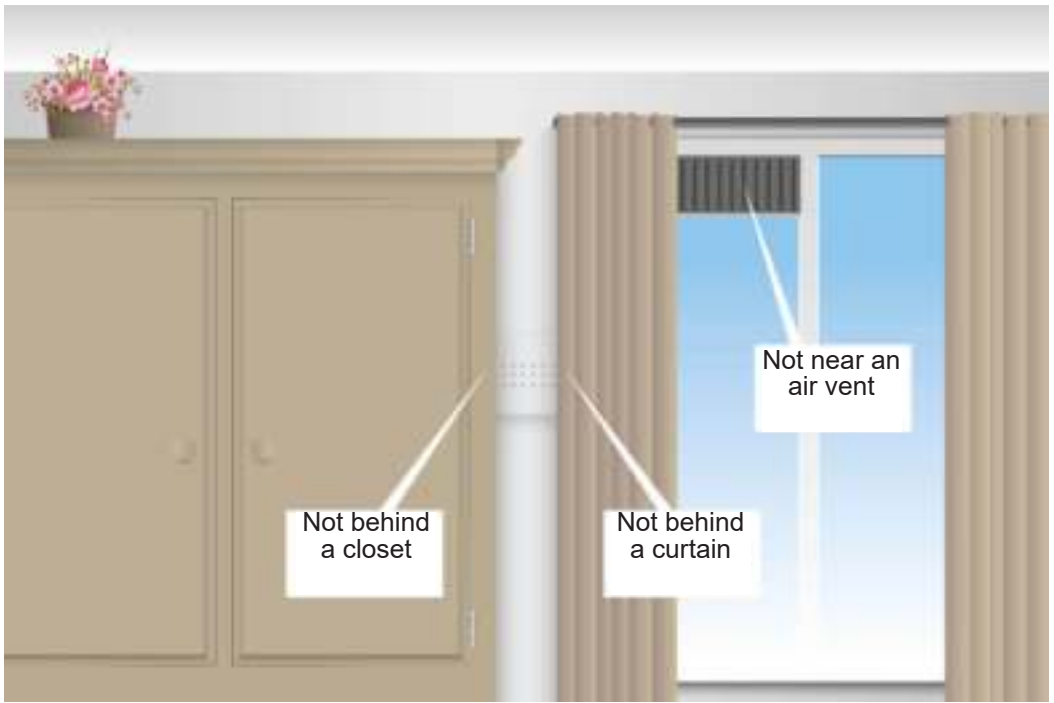 Not near an
air vent
Not behind
a closet
Not behind
a curtain